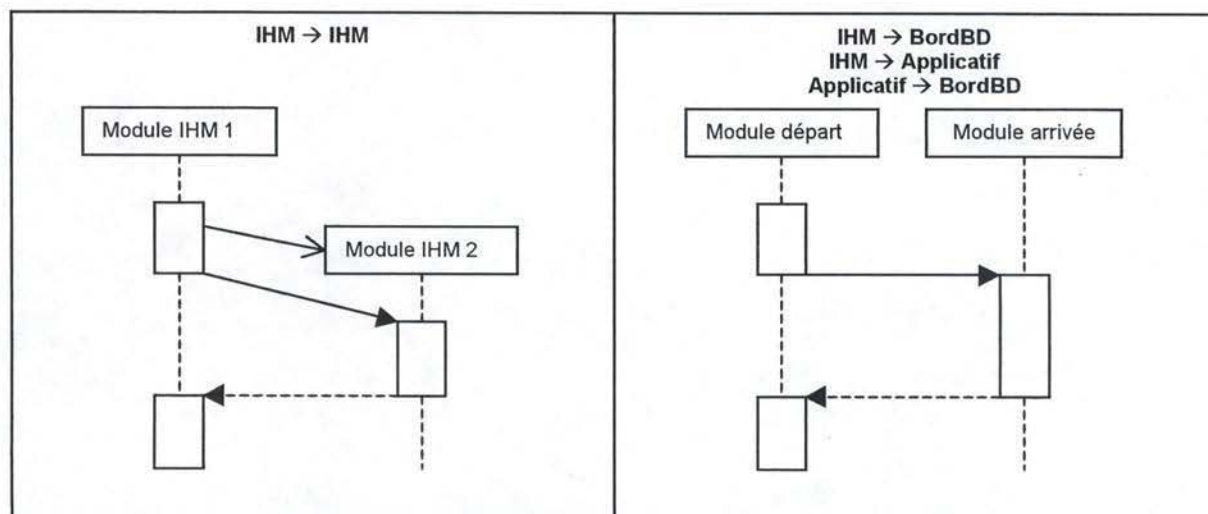 IHM → IHM
Module IHM 1
Module IHM 2
IHM → BordBD
IHM → Applicatif
Applicatif → BordBD
Module départ
Module arrivée